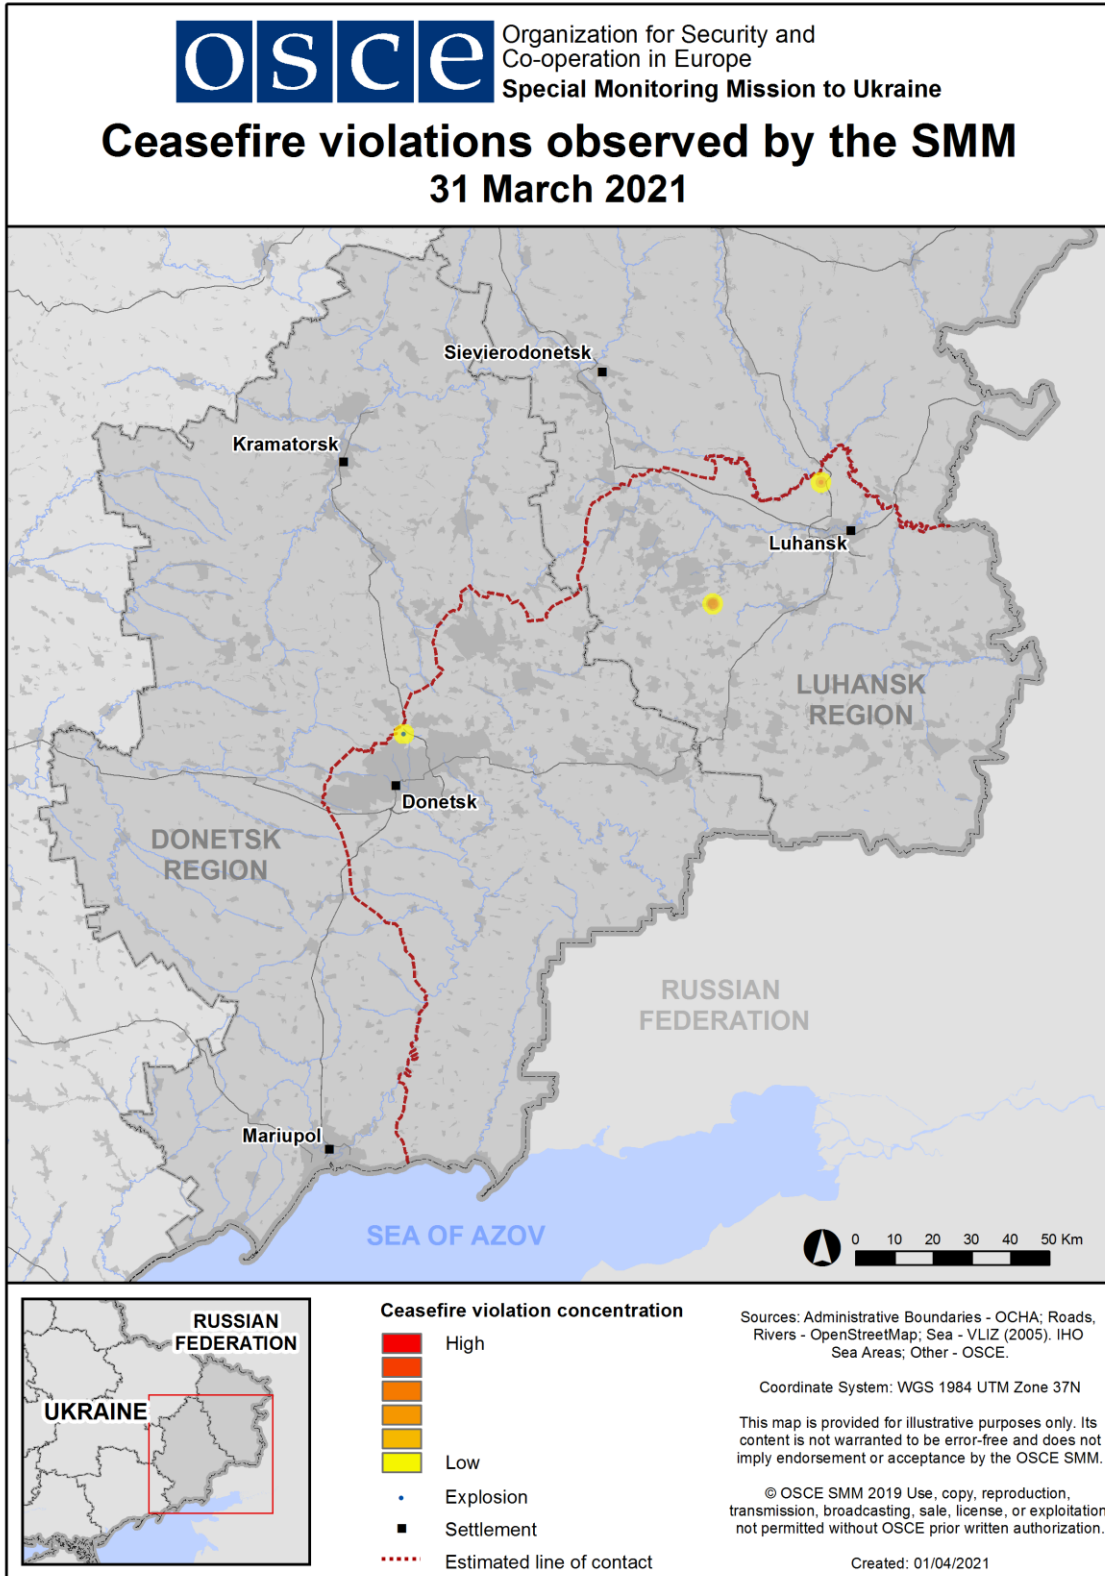 osce
Organization for Security and
Co-operation in Europe
Special Monitoring Mission to Ukraine
Ceasefire violations observed by the SMM
31 March 2021
Sievierodonetsk
Kramatorsk
Luhansk
LUHANSK
REGION
Donetsk
DONETSK
REGION
RUSSIAN
FEDERATION
Mariupol
SEA OF AZOV
0 10 20 30 40 50 Km
RUSSIAN
FEDERATION
UKRAINE
Ceasefire violation concentration
High
Low
Explosion
Settlement
Estimated line of contact
Sources: Administrative Boundaries - OCHA; Roads,
Rivers - OpenStreetMap; Sea - VLIZ (2005). IHO
Sea Areas; Other - OSCE.
Coordinate System: WGS 1984 UTM Zone 37N
This map is provided for illustrative purposes only. Its
content is not warranted to be error-free and does not
imply endorsement or acceptance by the OSCE SMM.
© OSCE SMM 2019 Use, copy, reproduction,
transmission, broadcasting, sale, license, or exploitation
not permitted without OSCE prior written authorization.
Created: 01/04/2021